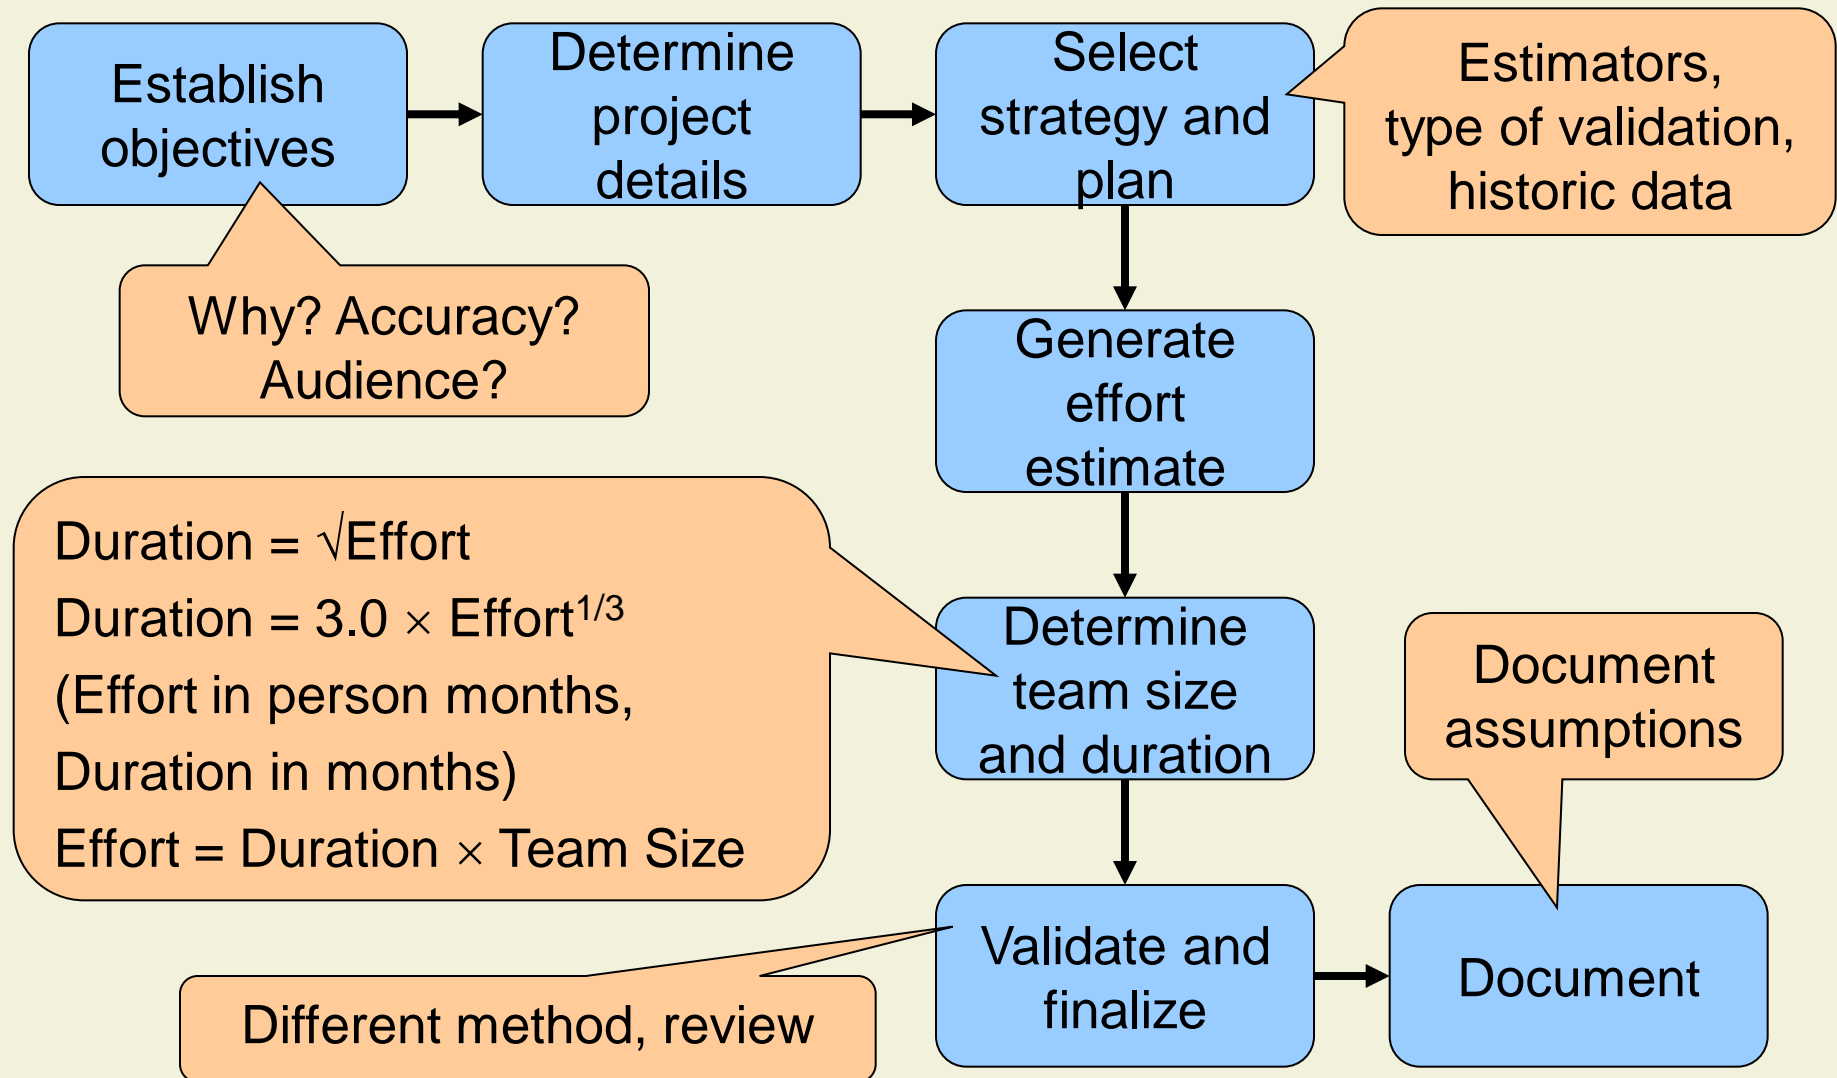 Establish
objectives
Determine
project
details
Select
strategy and
plan
Estimators,
type of validation,
historic data
Why? Accuracy?
Audience?
Generate
effort
estimate
Duration = √Effort
Duration = 3.0 × Effort^1/3
(Effort in person months,
Duration in months)
Effort = Duration × Team Size
Determine
team size
and duration
Document
assumptions
Validate and
finalize
Document
Different method, review